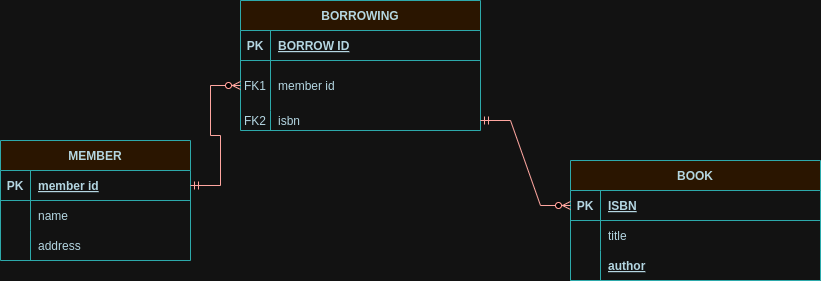 BORROWING
PK BORROW ID
FK1 member id
FK2 isbn
MEMBER
PK member id
name
address
BOOK
PK ISBN
title
author